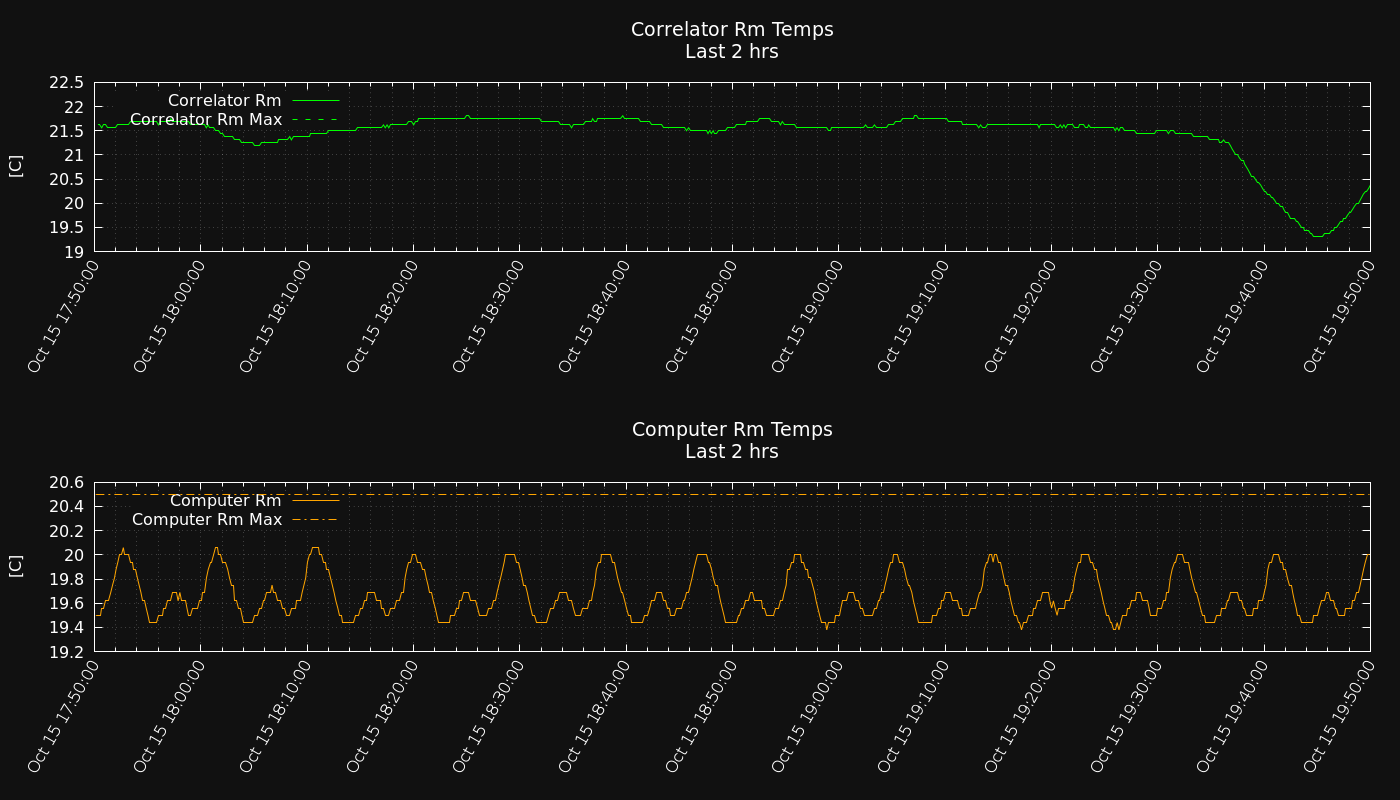 Correlator Rm Temps
Last 2 hrs
[C]
22.5
22
21.5
21
20.5
20
19.5
19
Correlator Rm
Correlator Rm Max
Oct 15 17:50:00
Oct 15 18:00:00
Oct 15 18:10:00
Oct 15 18:20:00
Oct 15 18:30:00
Oct 15 18:40:00
Oct 15 18:50:00
Oct 15 19:00:00
Oct 15 19:10:00
Oct 15 19:20:00
Oct 15 19:30:00
Oct 15 19:40:00
Oct 15 19:50:00
Computer Rm Temps
Last 2 hrs
[C]
20.6
20.4
20.2
20
19.8
19.6
19.4
19.2
Computer Rm
Computer Rm Max
Oct 15 17:50:00
Oct 15 18:00:00
Oct 15 18:10:00
Oct 15 18:20:00
Oct 15 18:30:00
Oct 15 18:40:00
Oct 15 18:50:00
Oct 15 19:00:00
Oct 15 19:10:00
Oct 15 19:20:00
Oct 15 19:30:00
Oct 15 19:40:00
Oct 15 19:50:00